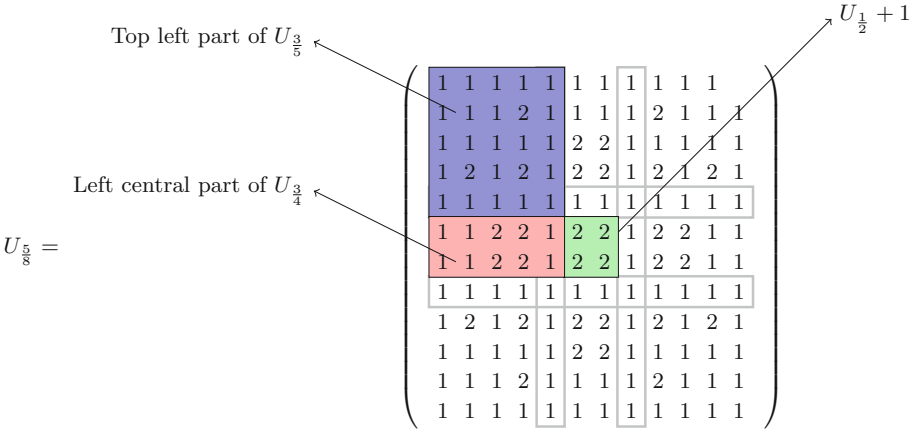 U_{\frac{1}{2}} + 1
Top left part of U_{\frac{3}{5}}
1 1 1 1 1 1 1 1 1 1 1
1 1 1 2 1 1 1 1 2 1 1 1
1 1 1 1 1 2 2 1 1 1 1 1
1 2 1 2 1 2 2 1 2 1 2 1
Left central part of U_{\frac{3}{4}}
1 1 1 1 1 1 1 1 1 1 1 1
1 1 2 2 1 2 2 1 2 2 1 1
U_{\frac{5}{8}} =
1 1 2 2 1 2 2 1 2 2 1 1
1 1 1 1 1 1 1 1 1 1 1 1
1 2 1 2 1 2 2 1 2 1 2 1
1 1 1 1 1 2 2 1 1 1 1 1
1 1 1 2 1 1 1 1 2 1 1 1
1 1 1 1 1 1 1 1 1 1 1 1